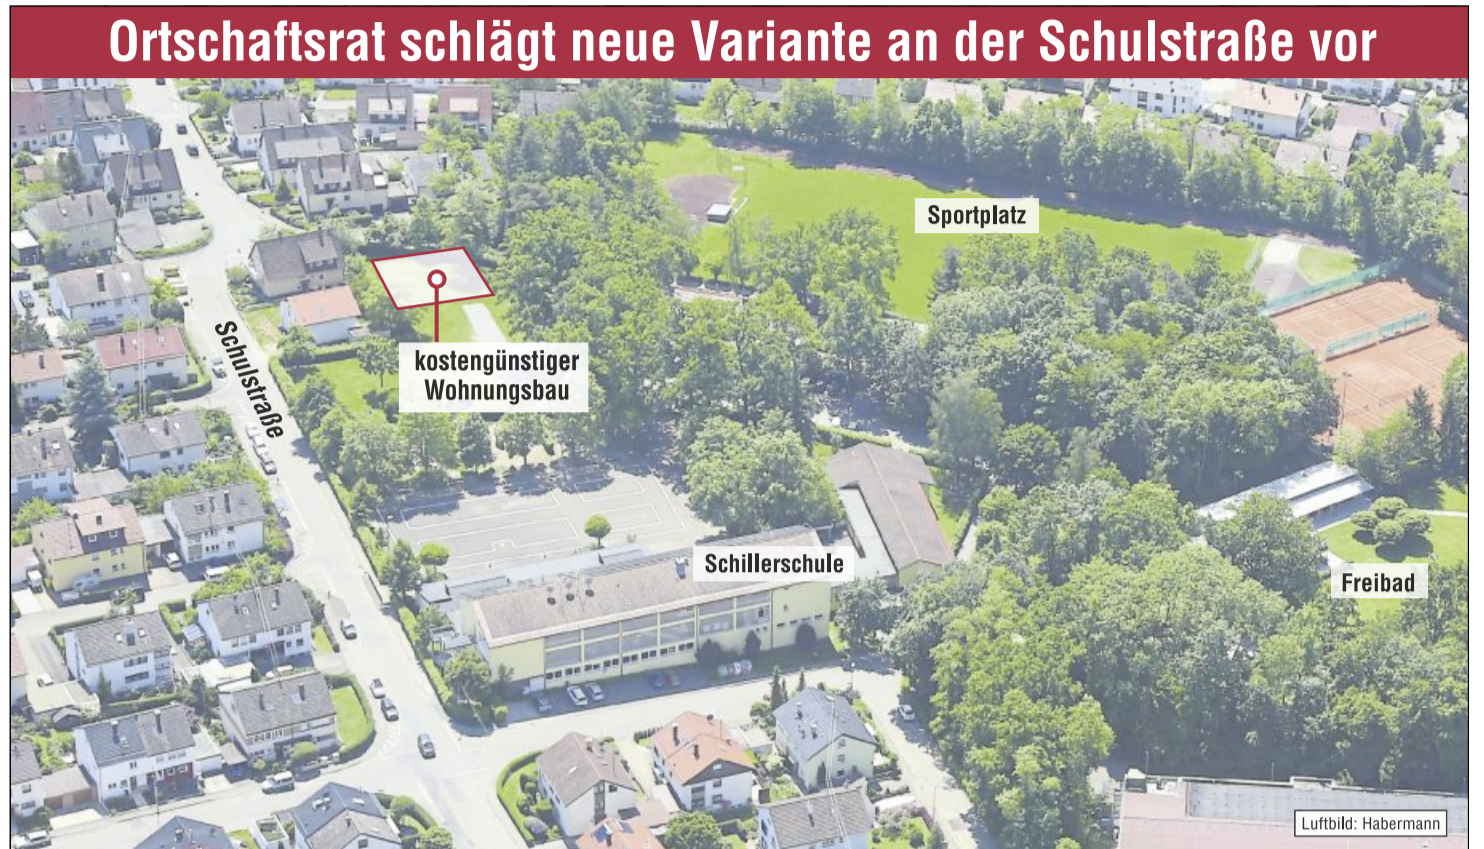 Ortschaftsrat schlägt neue Variante an der Schulstraße vor
Sportplatz
Schulstraße
kostengünstiger
Wohnungsbau
Schillerschule
Freibad
Luftbild: Habermann